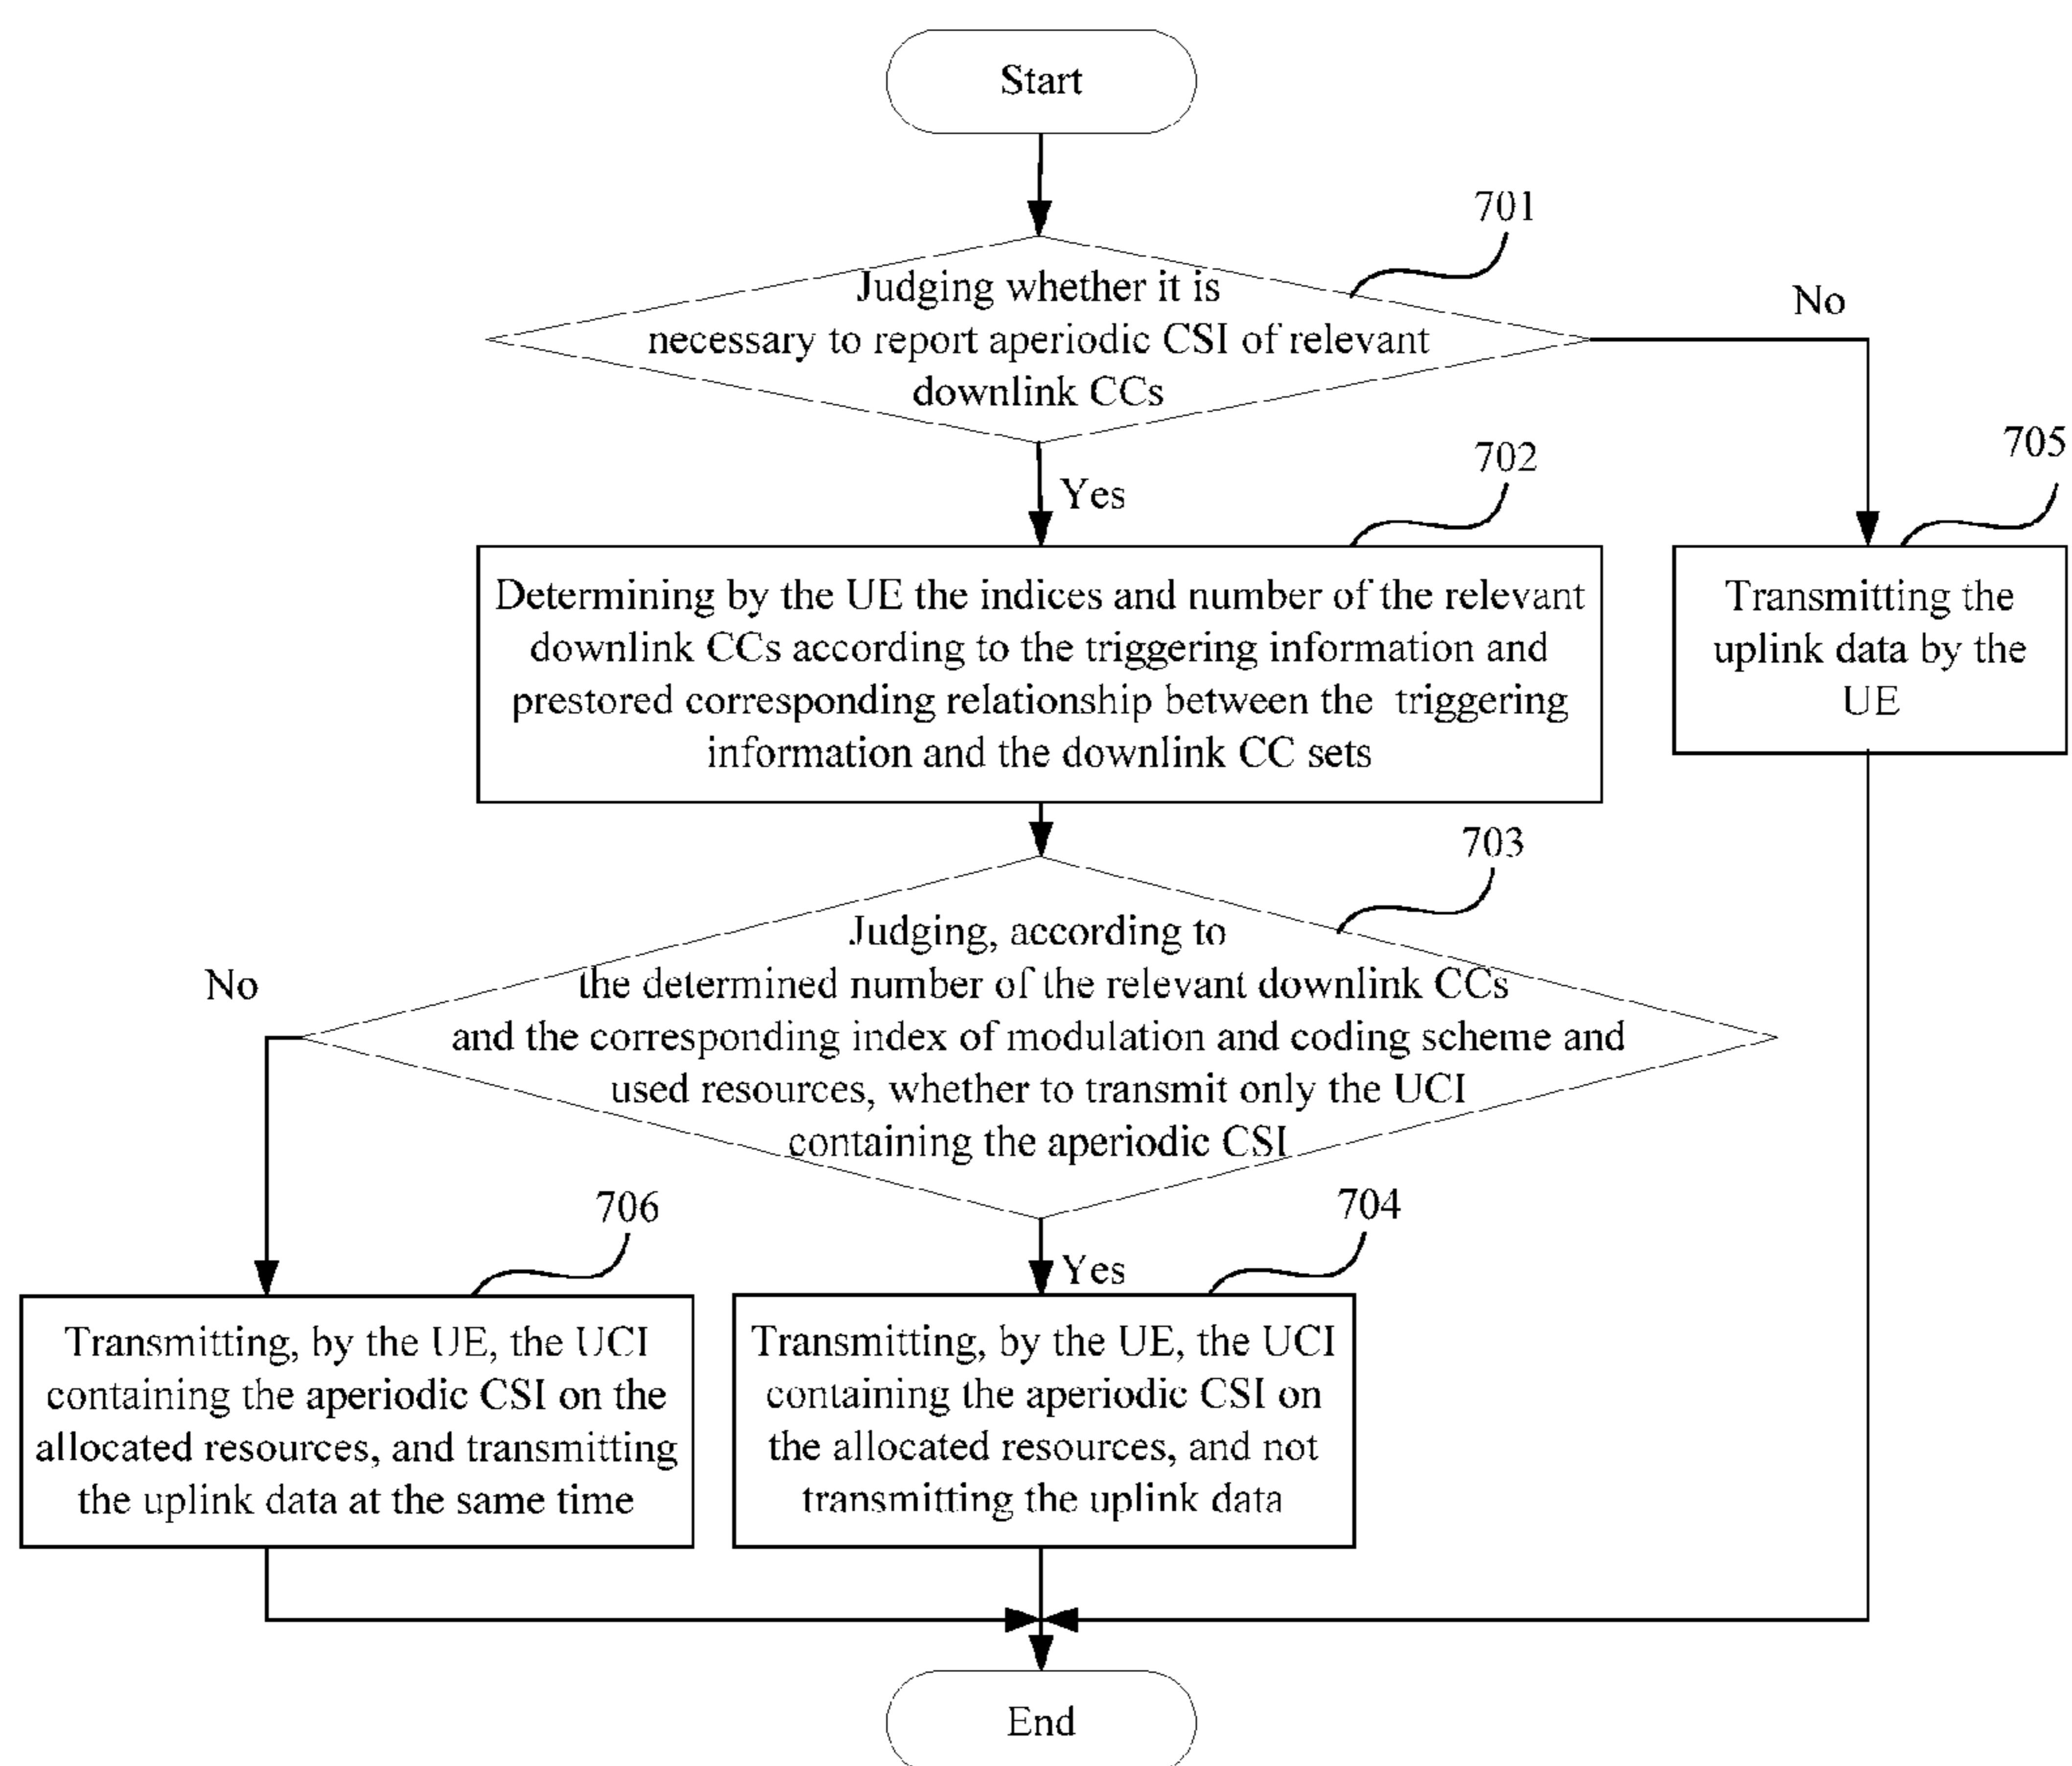 Start
701
Judging whether it is
necessary to report aperiodic CSI of relevant
downlink CCs
No
702
Yes
705
Determining by the UE the indices and number of the relevant
downlink CCs according to the triggering information and
prestored corresponding relationship between the triggering
information and the downlink CC sets
Transmitting the
uplink data by the
UE
703
Judging, according to
the determined number of the relevant downlink CCs
and the corresponding index of modulation and coding scheme and
used resources, whether to transmit only the UCI
containing the aperiodic CSI
No
706
704
Yes
Transmitting, by the UE, the UCI
containing the aperiodic CSI on the
allocated resources, and transmitting
the uplink data at the same time
Transmitting, by the UE, the UCI
containing the aperiodic CSI on
the allocated resources, and not
transmitting the uplink data
End